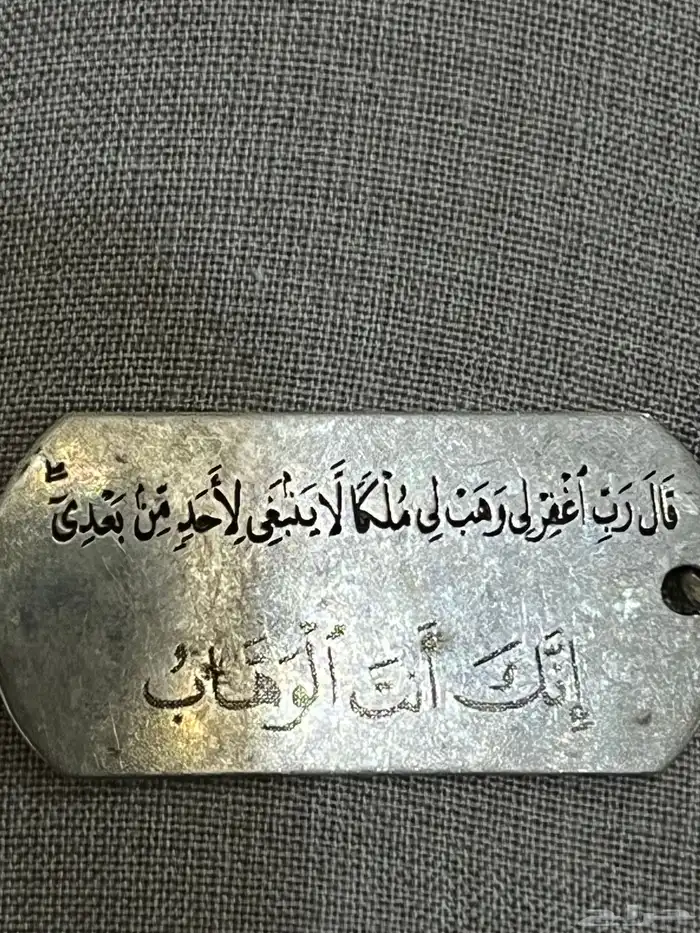 قَالَ رَبِّ ٱغْفِرْ لِى وَهَبْ لِى مُلْكًا لَّا يَنۢبَغِى لِأَحَدٍ مِّنۢ بَعْدِىٓ ۖ
إِنَّكَ أَنتَ ٱلْوَهَّابُ